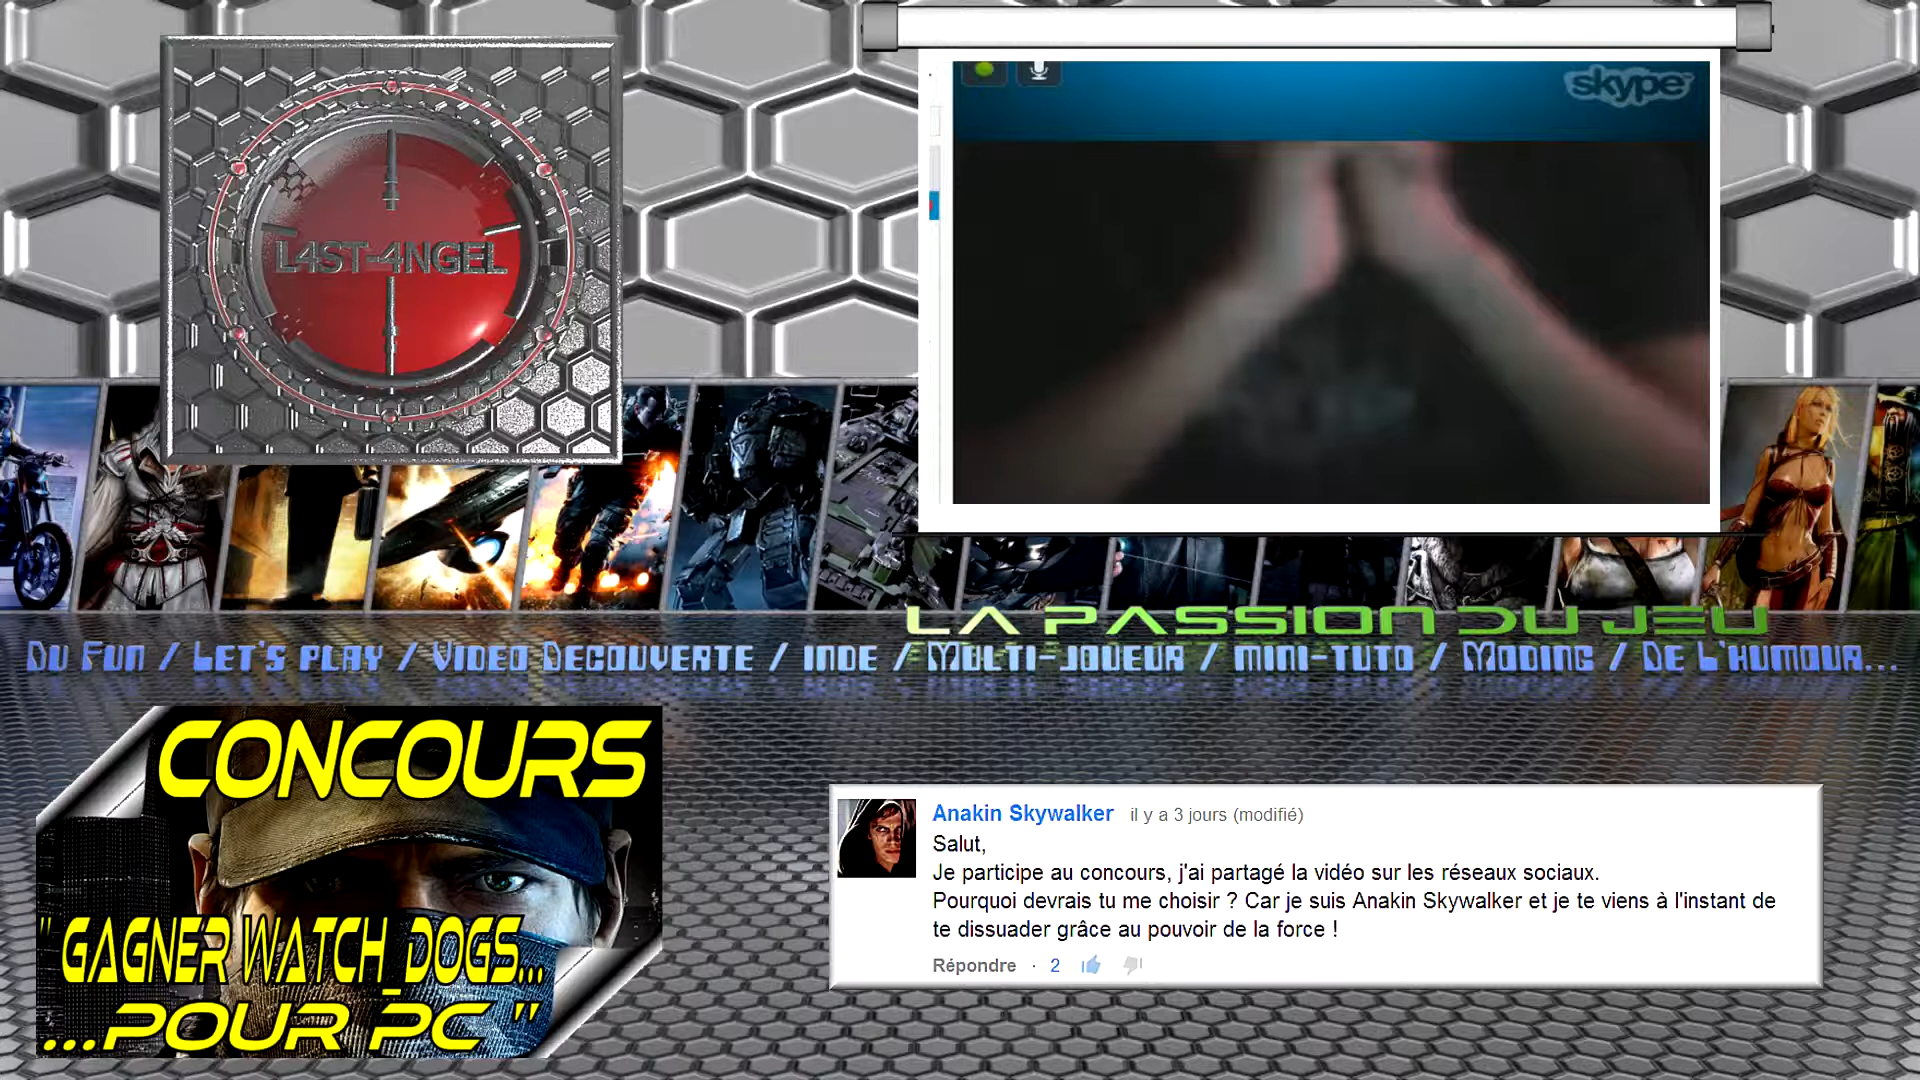 skype
L4ST-4NGEL
LA PASSION DU JEU
Du Fun / Let's play / Video Decouverte / inde / Multi-joueur / mini-tuto / Moding / De L'humour...
CONCOURS
" GAGNER WATCH_DOGS...
...POUR PC "
Anakin Skywalker il y a 3 jours (modifié)
Salut,
Je participe au concours, j'ai partagé la vidéo sur les réseaux sociaux.
Pourquoi devrais tu me choisir ? Car je suis Anakin Skywalker et je te viens à l'instant de
te dissuader grâce au pouvoir de la force !
Répondre · 2